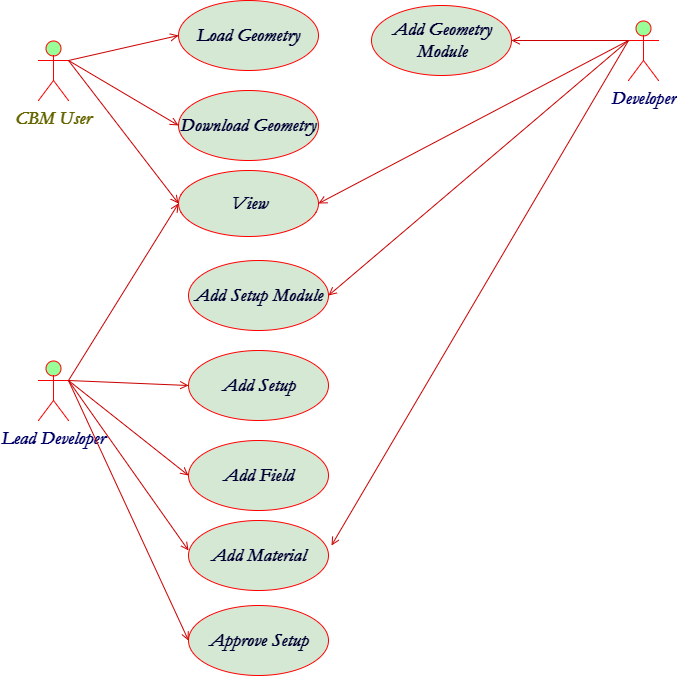 Load Geometry
Add Geometry
Module
Developer
CBM User
Download Geometry
View
Add Setup Module
Add Setup
Lead Developer
Add Field
Add Material
Approve Setup